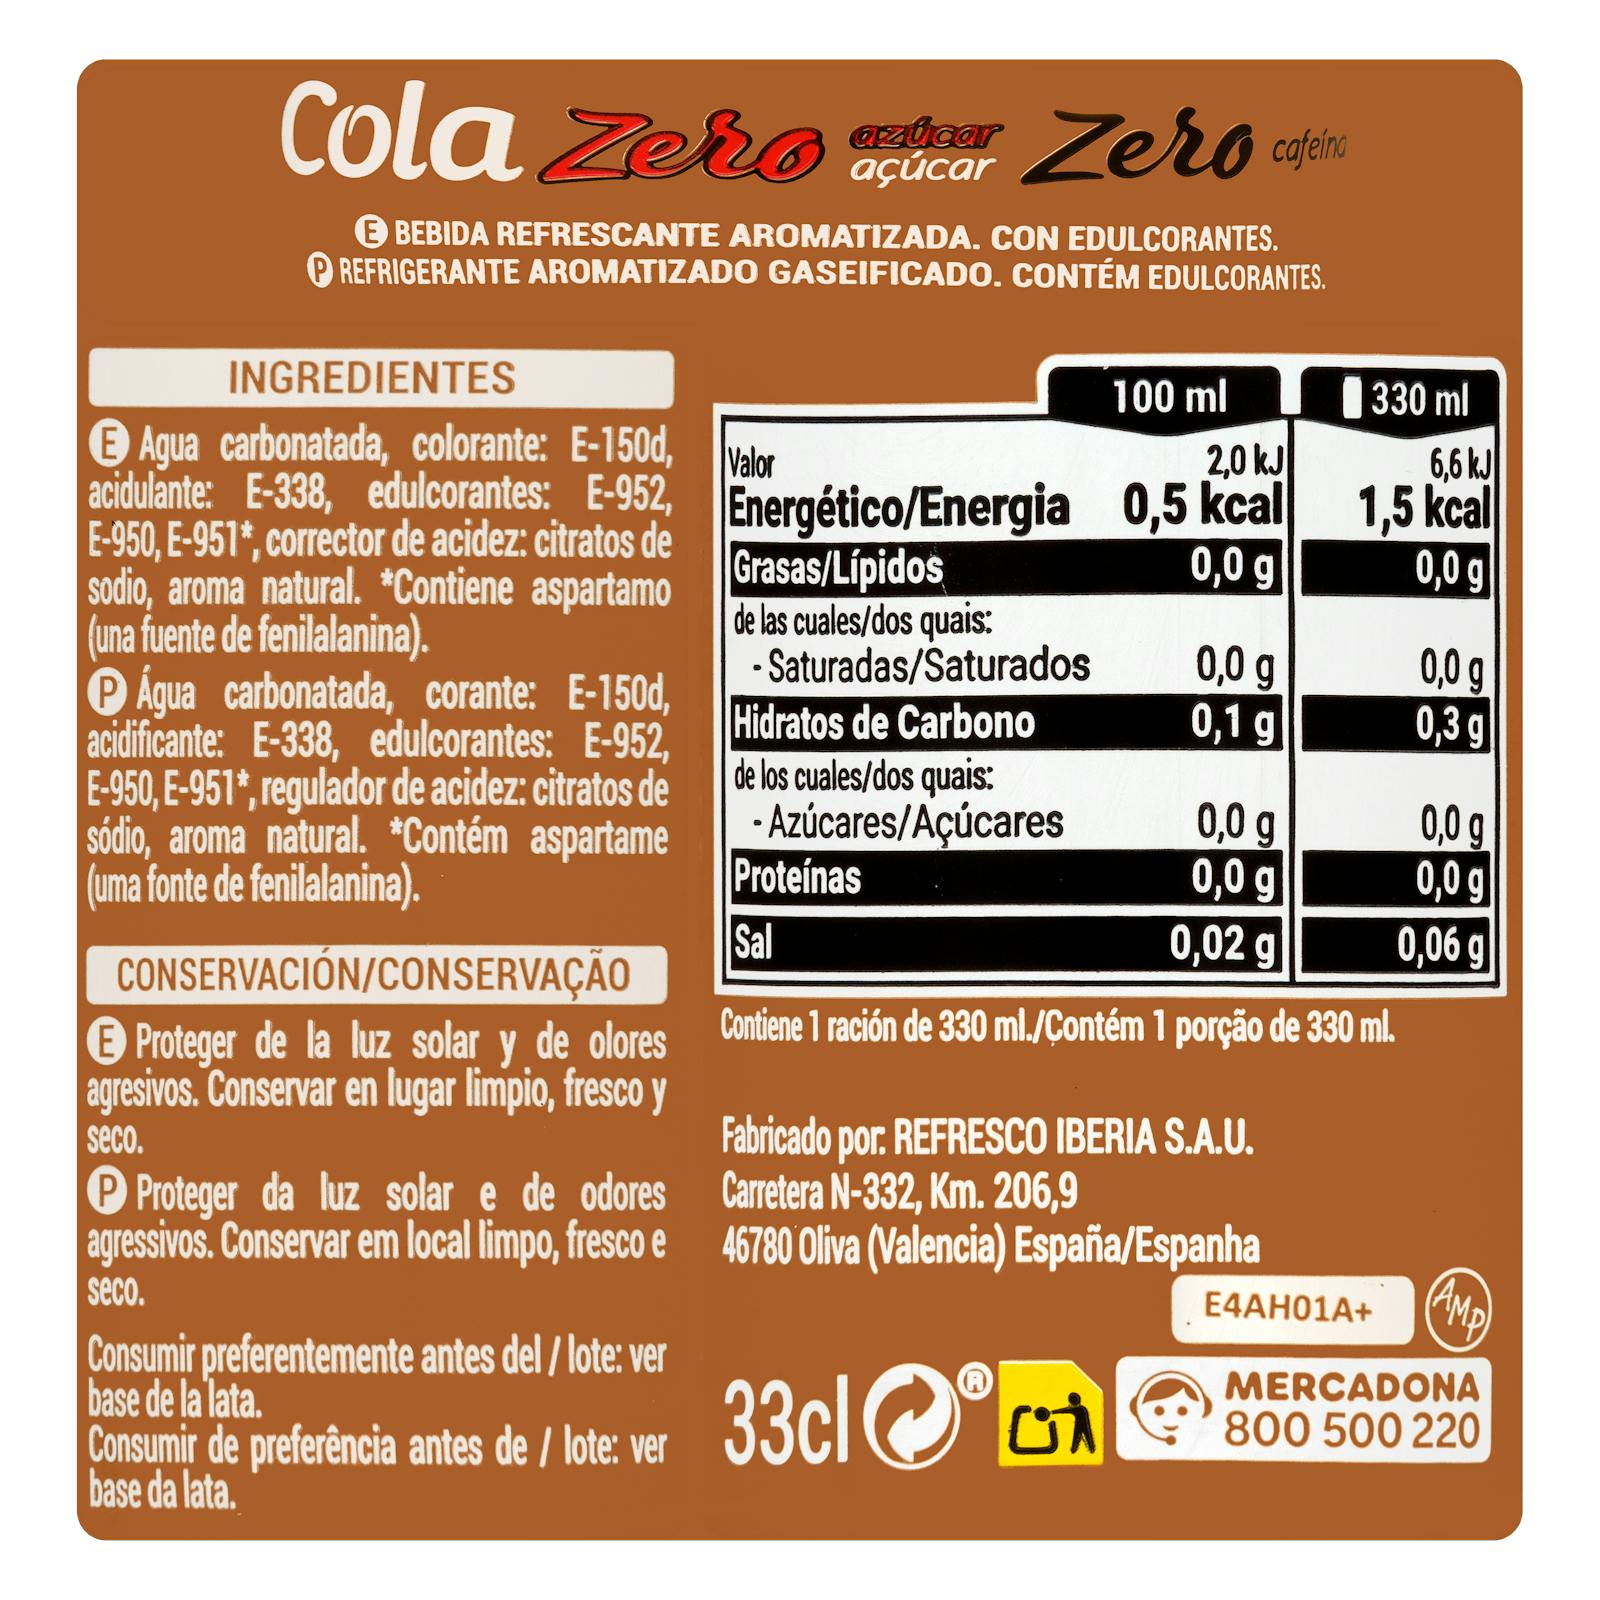 Cola Zero azúcar açúcar Zero cafeína
E BEBIDA REFRESCANTE AROMATIZADA. CON EDULCORANTES.
P REFRIGERANTE AROMATIZADO GASEIFICADO. CONTÉM EDULCORANTES.
INGREDIENTES
E Agua carbonatada, colorante: E-150d,
acidulante: E-338, edulcorantes: E-952,
E-950, E-951*, corrector de acidez: citratos de
sodio, aroma natural. *Contiene aspartamo
(una fuente de fenilalanina).
P Água carbonatada, corante: E-150d,
acidificante: E-338, edulcorantes: E-952,
E-950, E-951*, regulador de acidez: citratos de
sódio, aroma natural. *Contém aspartame
(uma fonte de fenilalanina).
CONSERVACIÓN/CONSERVAÇÃO
E Proteger de la luz solar y de olores
agresivos. Conservar en lugar limpio, fresco y
seco.
P Proteger da luz solar e de odores
agressivos. Conservar em local limpo, fresco e
seco.
Consumir preferentemente antes del / lote: ver
base de la lata.
Consumir de preferência antes de / lote: ver
base da lata.
100 ml 330 ml
Valor 2,0 kJ 6,6 kJ
Energético/Energia 0,5 kcal 1,5 kcal
Grasas/Lípidos 0,0 g 0,0 g
de las cuales/dos quais:
- Saturadas/Saturados 0,0 g 0,0 g
Hidratos de Carbono 0,1 g 0,3 g
de los cuales/dos quais:
- Azúcares/Açúcares 0,0 g 0,0 g
Proteínas 0,0 g 0,0 g
Sal 0,02 g 0,06 g
Contiene 1 ración de 330 ml./Contém 1 porção de 330 ml.
Fabricado por: REFRESCO IBERIA S.A.U.
Carretera N-332, Km. 206,9
46780 Oliva (Valencia) España/Espanha
E4AH01A+ AMP
33cl ® MERCADONA
800 500 220